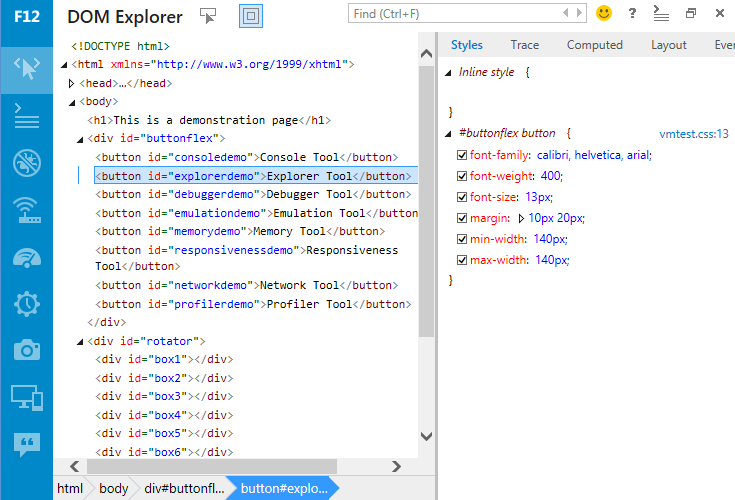 F12
DOM Explorer
Find (Ctrl+F)
?
<!DOCTYPE html>
<html xmlns="http://www.w3.org/1999/xhtml">
<head>…</head>
<body>
<h1>This is a demonstration page</h1>
<div id="buttonflex">
<button id="consoledemo">Console Tool</button>
<button id="explorerdemo">Explorer Tool</button>
<button id="debuggerdemo">Debugger Tool</button>
<button id="emulationdemo">Emulation Tool</button
<button id="memorydemo">Memory Tool</button>
<button id="responsivenessdemo">Responsiveness
Tool</button>
<button id="networkdemo">Network Tool</button>
<button id="profilerdemo">Profiler Tool</button>
</div>
<div id="rotator">
<div id="box1"></div>
<div id="box2"></div>
<div id="box3"></div>
<div id="box4"></div>
<div id="box5"></div>
<div id="box6"></div>
html body div#buttonfl... button#explo...
Styles Trace Computed Layout Ever
Inline style {
}
#buttonflex button { vmtest.css:13
font-family: calibri, helvetica, arial;
font-weight: 400;
font-size: 13px;
margin: 10px 20px;
min-width: 140px;
max-width: 140px;
}